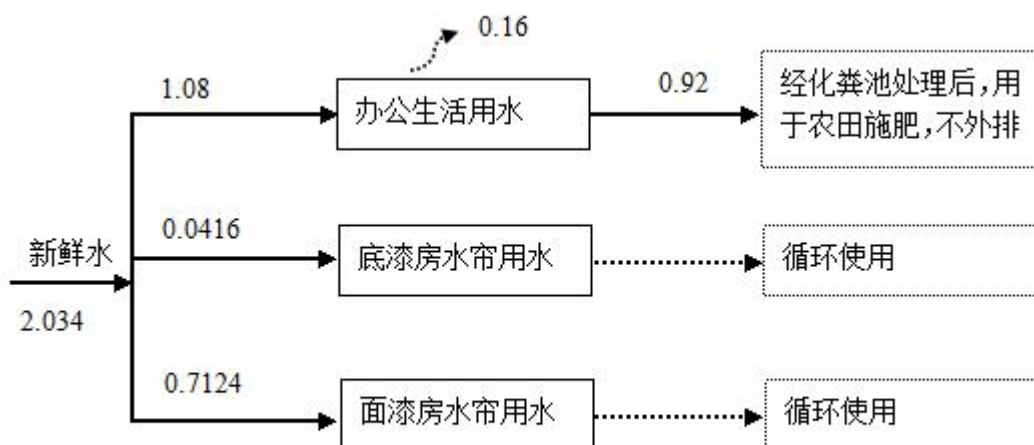 0.16
1.08
办公生活用水
0.92
经化粪池处理后，用
于农田施肥，不外排
新鲜水
2.034
0.0416
底漆房水帘用水
循环使用
0.7124
面漆房水帘用水
循环使用